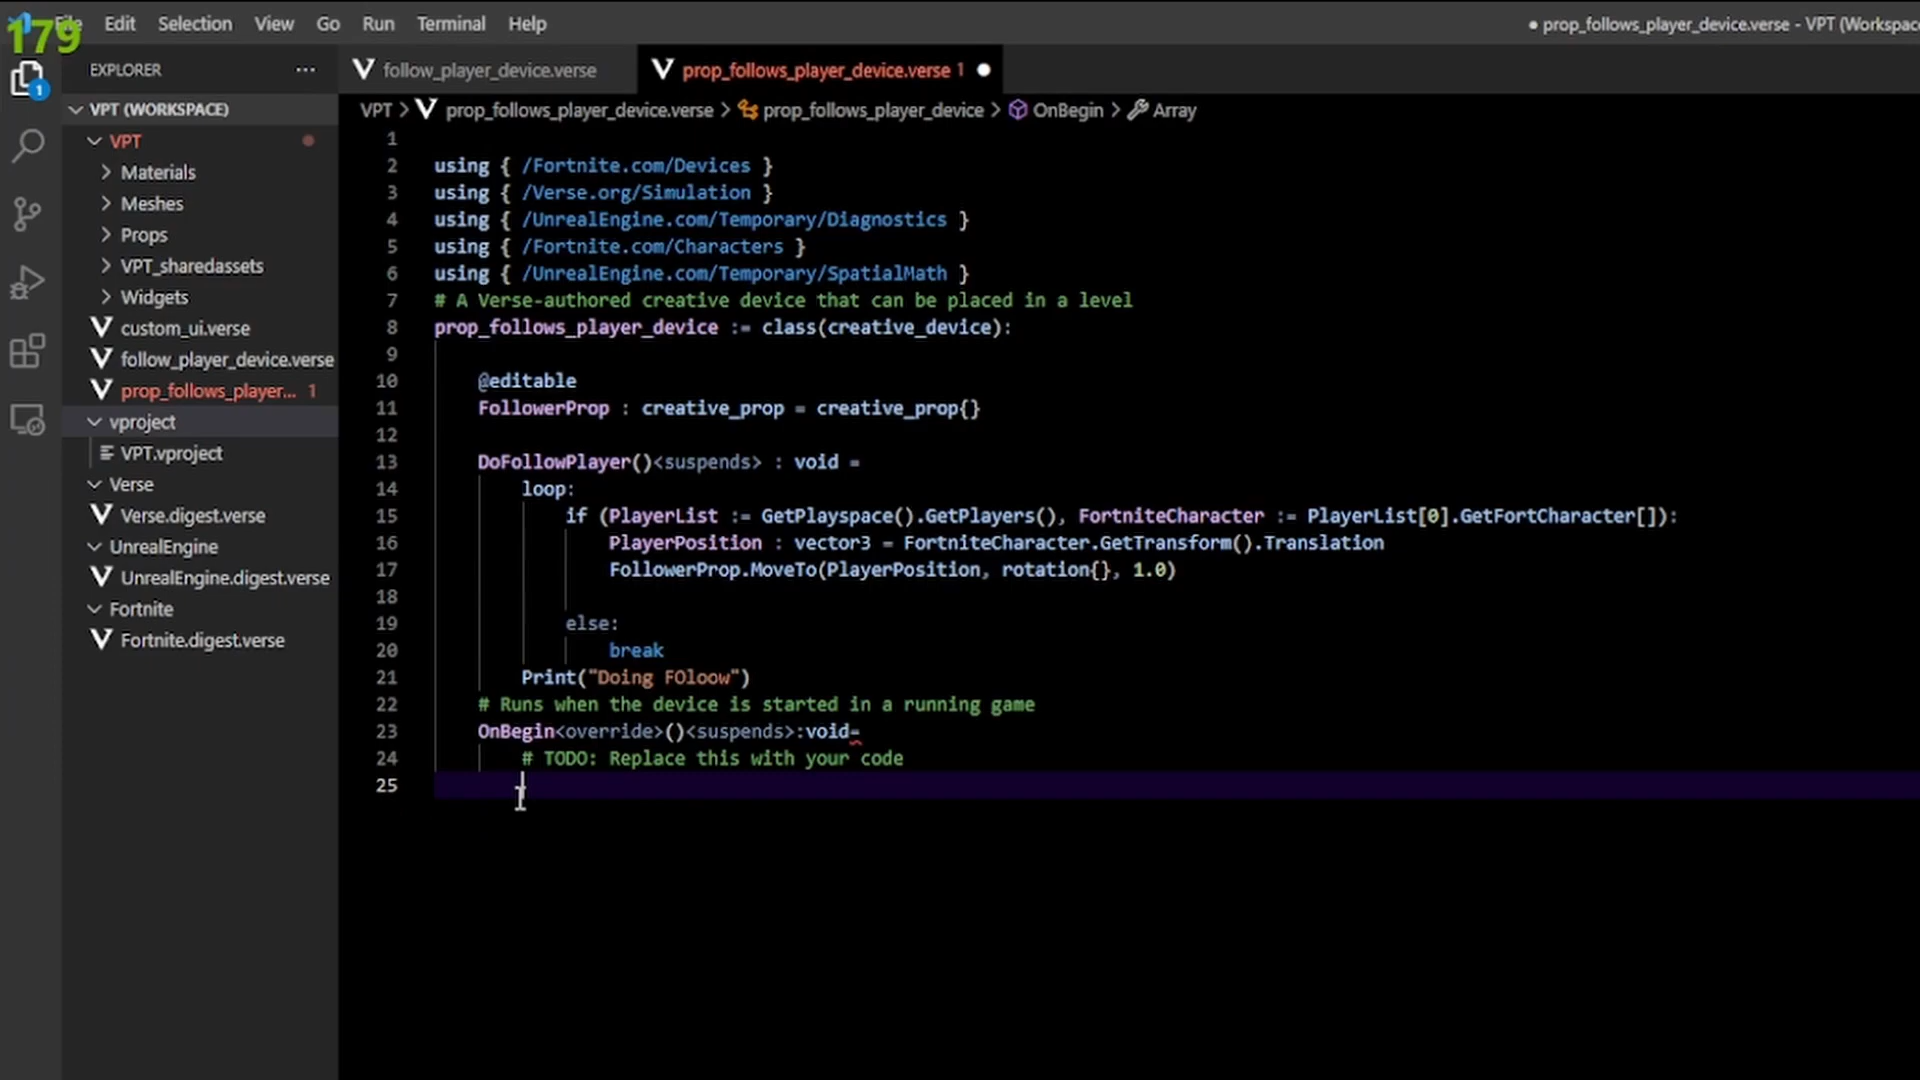 179
File Edit Selection View Go Run Terminal Help
● prop_follows_player_device.verse - VPT (Workspace
EXPLORER ···
follow_player_device.verse
prop_follows_player_device.verse 1 ●
1
VPT (WORKSPACE)
VPT > prop_follows_player_device.verse > prop_follows_player_device > OnBegin > Array
VPT
Materials
Meshes
Props
VPT_sharedassets
Widgets
custom_ui.verse
follow_player_device.verse
prop_follows_player... 1
vproject
VPT.vproject
Verse
Verse.digest.verse
UnrealEngine
UnrealEngine.digest.verse
Fortnite
Fortnite.digest.verse
1
2 using { /Fortnite.com/Devices }
3 using { /Verse.org/Simulation }
4 using { /UnrealEngine.com/Temporary/Diagnostics }
5 using { /Fortnite.com/Characters }
6 using { /UnrealEngine.com/Temporary/SpatialMath }
7 # A Verse-authored creative device that can be placed in a level
8 prop_follows_player_device := class(creative_device):
9
10 @editable
11 FollowerProp : creative_prop = creative_prop{}
12
13 DoFollowPlayer()<suspends> : void =
14 loop:
15 if (PlayerList := GetPlayspace().GetPlayers(), FortniteCharacter := PlayerList[0].GetFortCharacter[]):
16 PlayerPosition : vector3 = FortniteCharacter.GetTransform().Translation
17 FollowerProp.MoveTo(PlayerPosition, rotation{}, 1.0)
18
19 else:
20 break
21 Print("Doing FOloow")
22 # Runs when the device is started in a running game
23 OnBegin<override>()<suspends>:void=
24 # TODO: Replace this with your code
25